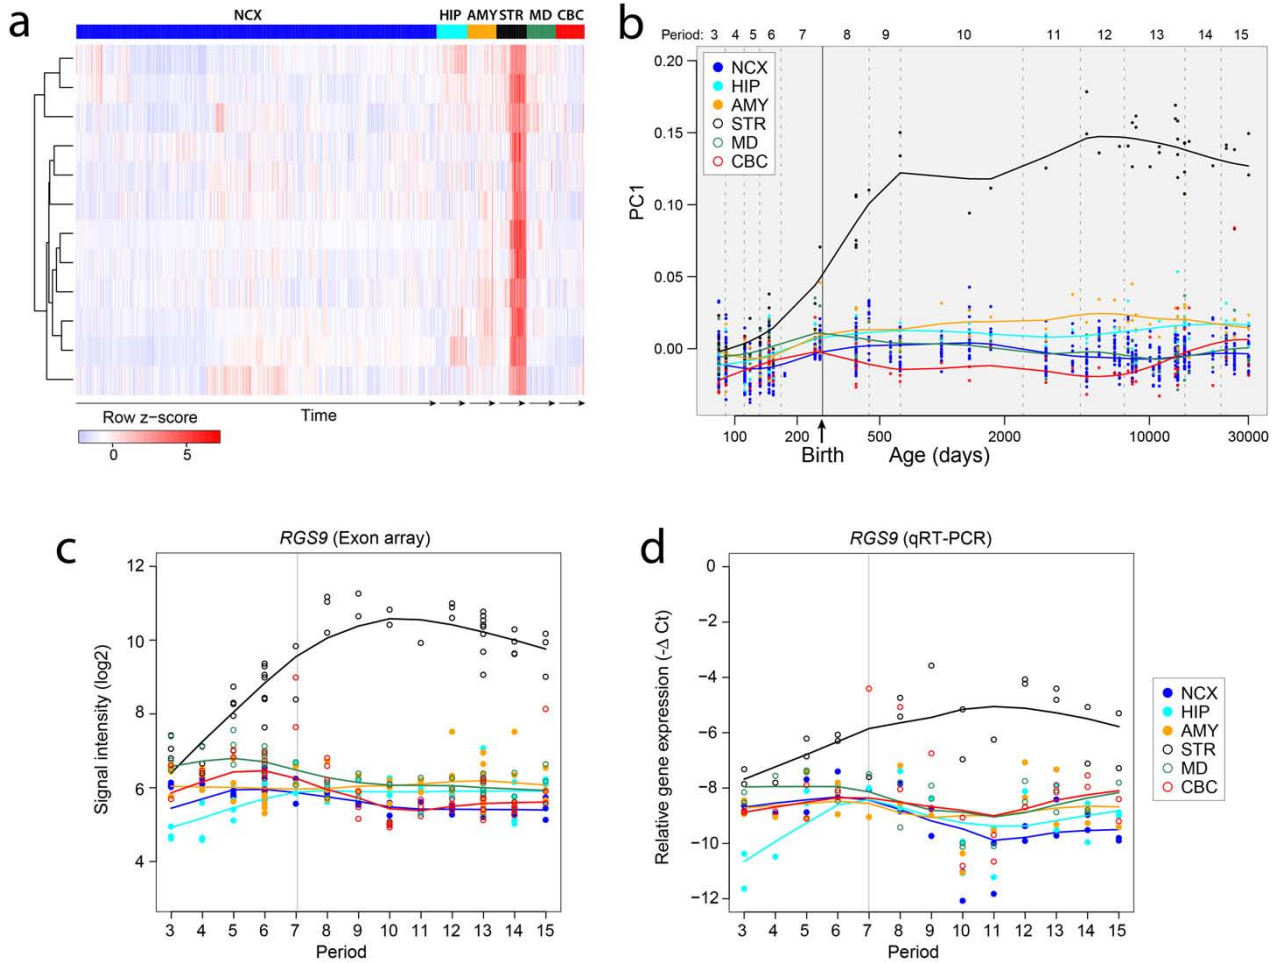 a
NCX HIP AMY STR MD CBC
Row z−score
0 5
Time
b
Period: 3 4 5 6 7 8 9 10 11 12 13 14 15
0.20
0.15
0.10
0.05
0.00
PC1
NCX
HIP
AMY
STR
MD
CBC
100 200 500 2000 10000 30000
Birth Age (days)
c
RGS9 (Exon array)
12
10
8
6
4
Signal intensity (log2)
3 4 5 6 7 8 9 10 11 12 13 14 15
Period
d
RGS9 (qRT-PCR)
0
−2
−4
−6
−8
−10
−12
Relative gene expression (-Δ Ct)
3 4 5 6 7 8 9 10 11 12 13 14 15
Period
NCX
HIP
AMY
STR
MD
CBC